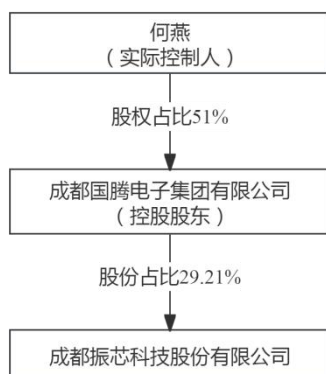 何燕
（实际控制人）
股权占比51%
成都国腾电子集团有限公司
（控股股东）
股份占比29.21%
成都振芯科技股份有限公司